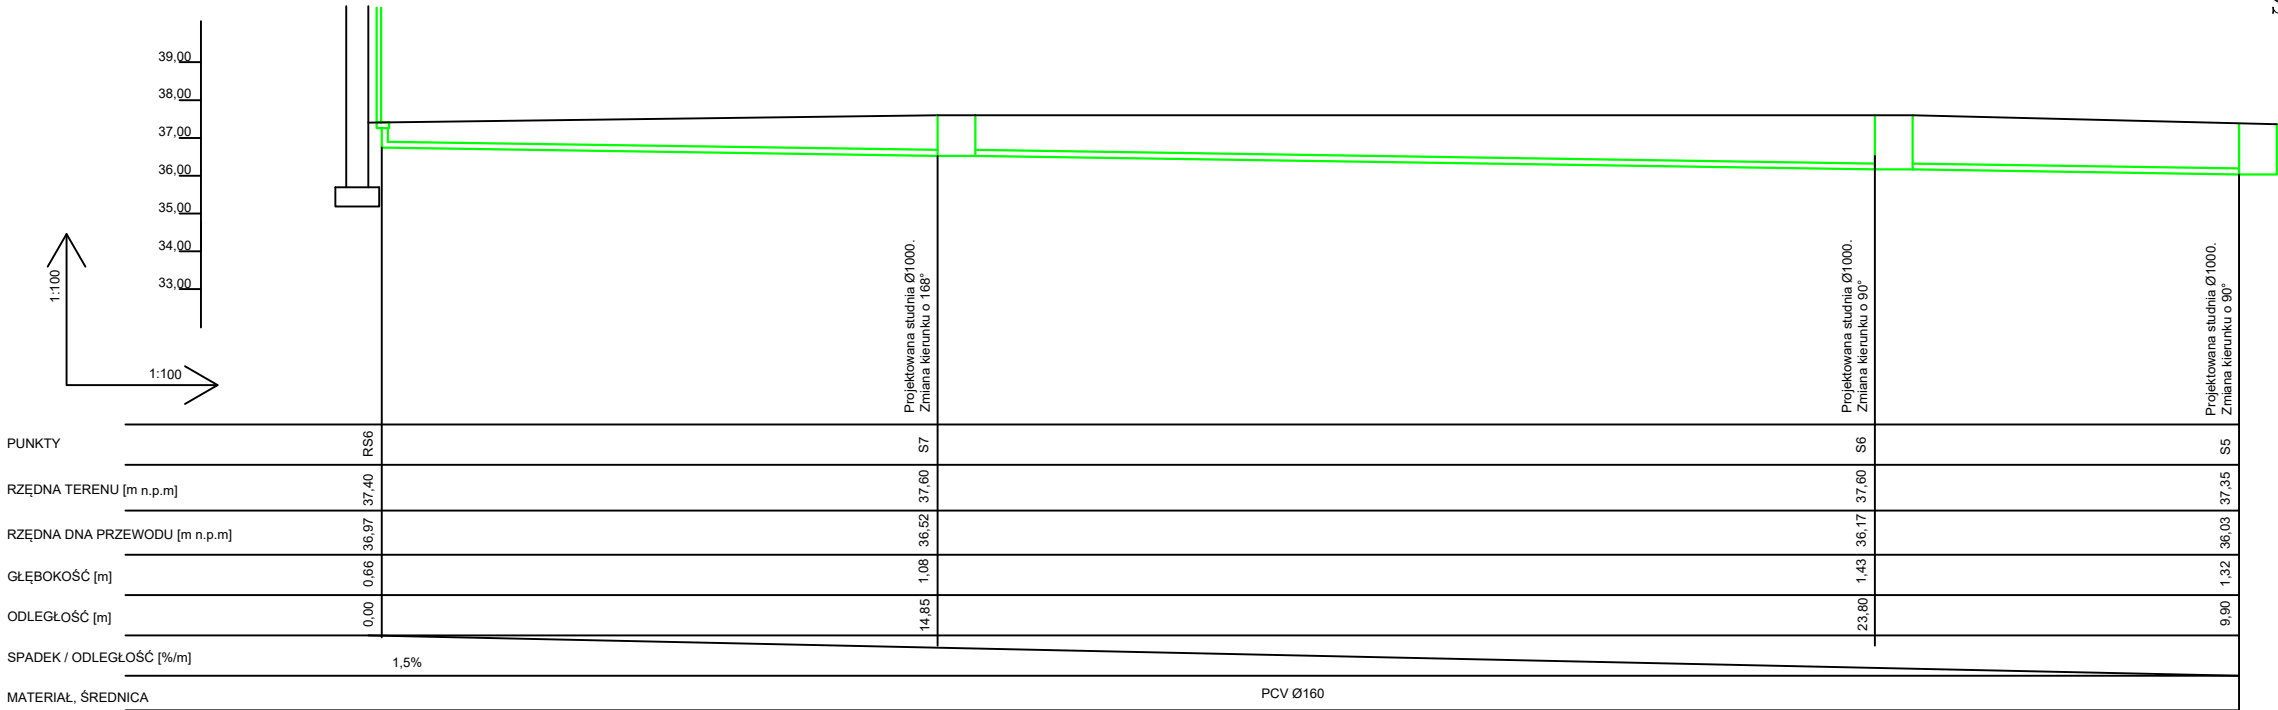 39,00
38,00
37,00
36,00
35,00
34,00
33,00
1:100
1:100
Projektowana studnia Ø1000.
Zmiana kierunku o 168°
Projektowana studnia Ø1000.
Zmiana kierunku o 90°
Projektowana studnia Ø1000.
Zmiana kierunku o 90°
PUNKTY RS6 S7 S6 S5
RZĘDNA TERENU [m n.p.m] 37,40 37,60 37,60 37,35
RZĘDNA DNA PRZEWODU [m n.p.m] 36,97 36,52 36,17 36,03
GŁĘBOKOŚĆ [m] 0,66 1,08 1,43 1,32
ODLEGŁOŚĆ [m] 0,00 14,85 23,80 9,90
SPADEK / ODLEGŁOŚĆ [%/m] 1,5%
MATERIAŁ, ŚREDNICA PCV Ø160